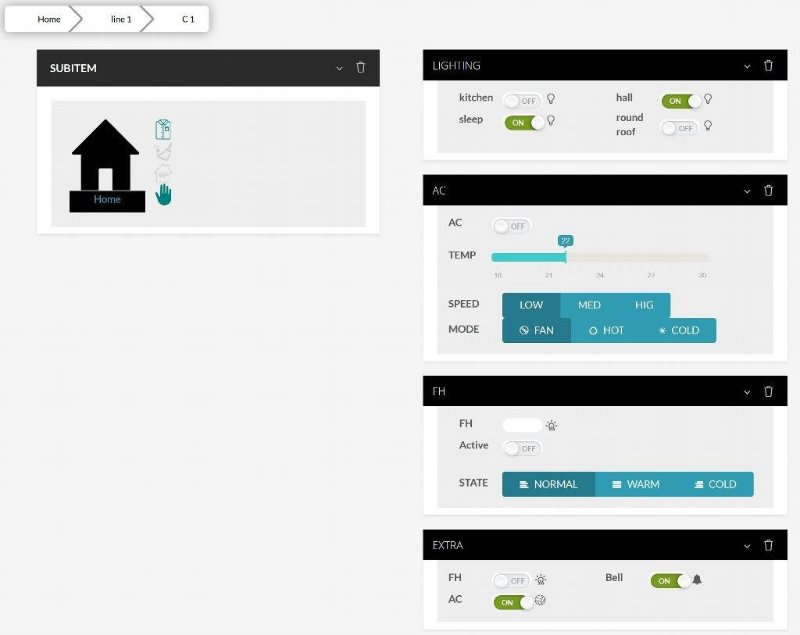 Home line 1 C 1
SUBITEM
Home
LIGHTING
kitchen OFF hall ON
sleep ON round roof OFF
AC
AC OFF
22
TEMP
18 21 24 27 30
SPEED LOW MED HIG
MODE FAN HOT COLD
FH
FH
Active OFF
STATE NORMAL WARM COLD
EXTRA
FH OFF Bell ON
AC ON